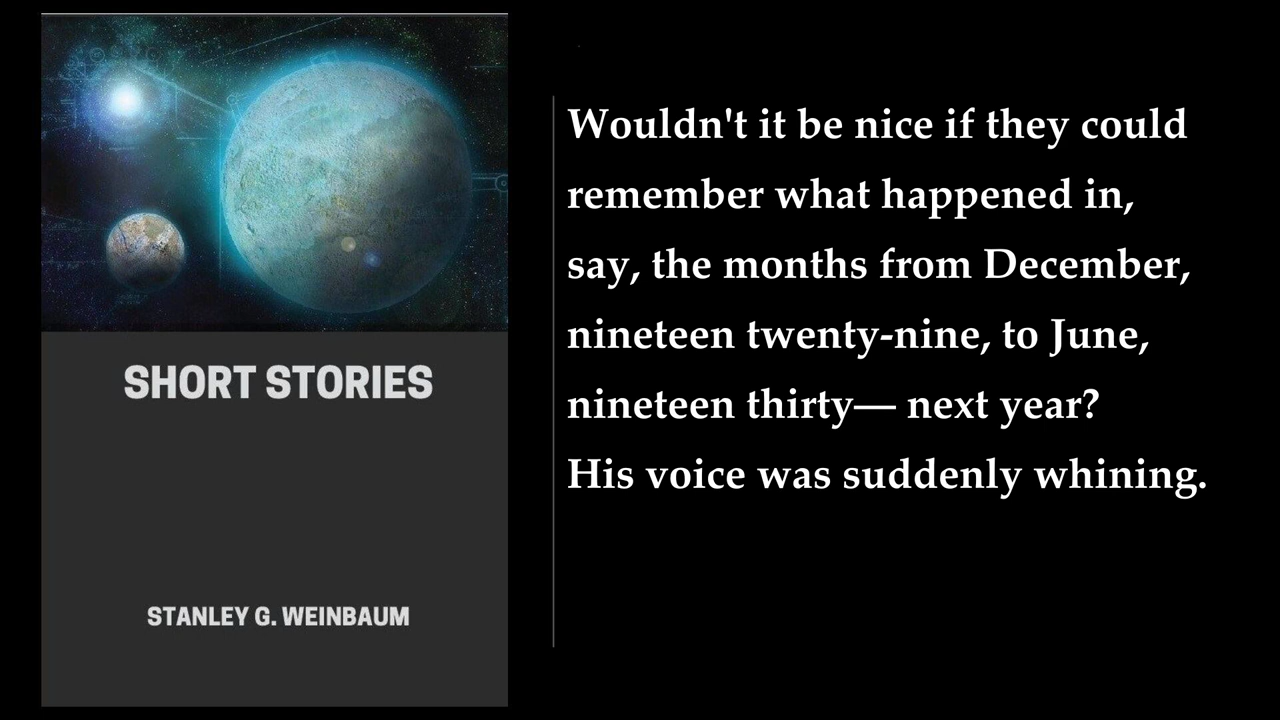 SHORT STORIES
STANLEY G. WEINBAUM
Wouldn't it be nice if they could
remember what happened in,
say, the months from December,
nineteen twenty-nine, to June,
nineteen thirty— next year?
His voice was suddenly whining.